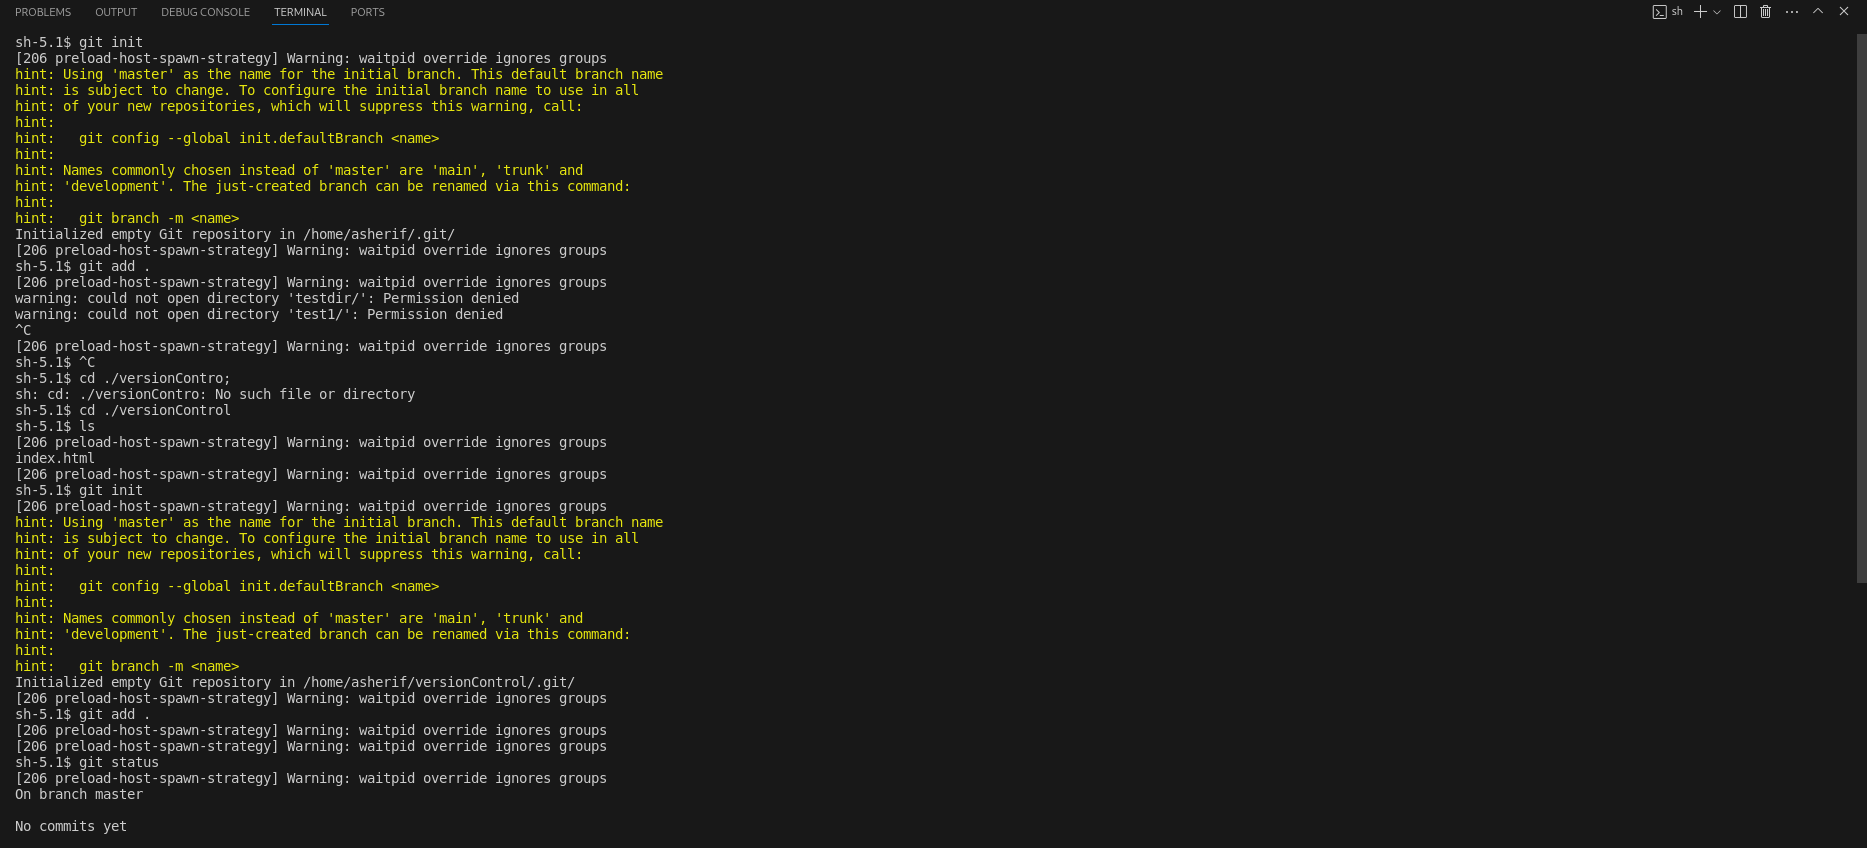 PROBLEMS OUTPUT DEBUG CONSOLE TERMINAL PORTS sh
sh-5.1$ git init
[206 preload-host-spawn-strategy] Warning: waitpid override ignores groups
hint: Using 'master' as the name for the initial branch. This default branch name
hint: is subject to change. To configure the initial branch name to use in all
hint: of your new repositories, which will suppress this warning, call:
hint:
hint:   git config --global init.defaultBranch <name>
hint:
hint: Names commonly chosen instead of 'master' are 'main', 'trunk' and
hint: 'development'. The just-created branch can be renamed via this command:
hint:
hint:   git branch -m <name>
Initialized empty Git repository in /home/asherif/.git/
[206 preload-host-spawn-strategy] Warning: waitpid override ignores groups
sh-5.1$ git add .
[206 preload-host-spawn-strategy] Warning: waitpid override ignores groups
warning: could not open directory 'testdir/': Permission denied
warning: could not open directory 'test1/': Permission denied
^C
[206 preload-host-spawn-strategy] Warning: waitpid override ignores groups
sh-5.1$ ^C
sh-5.1$ cd ./versionContro;
sh: cd: ./versionContro: No such file or directory
sh-5.1$ cd ./versionControl
sh-5.1$ ls
[206 preload-host-spawn-strategy] Warning: waitpid override ignores groups
index.html
[206 preload-host-spawn-strategy] Warning: waitpid override ignores groups
sh-5.1$ git init
[206 preload-host-spawn-strategy] Warning: waitpid override ignores groups
hint: Using 'master' as the name for the initial branch. This default branch name
hint: is subject to change. To configure the initial branch name to use in all
hint: of your new repositories, which will suppress this warning, call:
hint:
hint:   git config --global init.defaultBranch <name>
hint:
hint: Names commonly chosen instead of 'master' are 'main', 'trunk' and
hint: 'development'. The just-created branch can be renamed via this command:
hint:
hint:   git branch -m <name>
Initialized empty Git repository in /home/asherif/versionControl/.git/
[206 preload-host-spawn-strategy] Warning: waitpid override ignores groups
sh-5.1$ git add .
[206 preload-host-spawn-strategy] Warning: waitpid override ignores groups
[206 preload-host-spawn-strategy] Warning: waitpid override ignores groups
sh-5.1$ git status
[206 preload-host-spawn-strategy] Warning: waitpid override ignores groups
On branch master
No commits yet